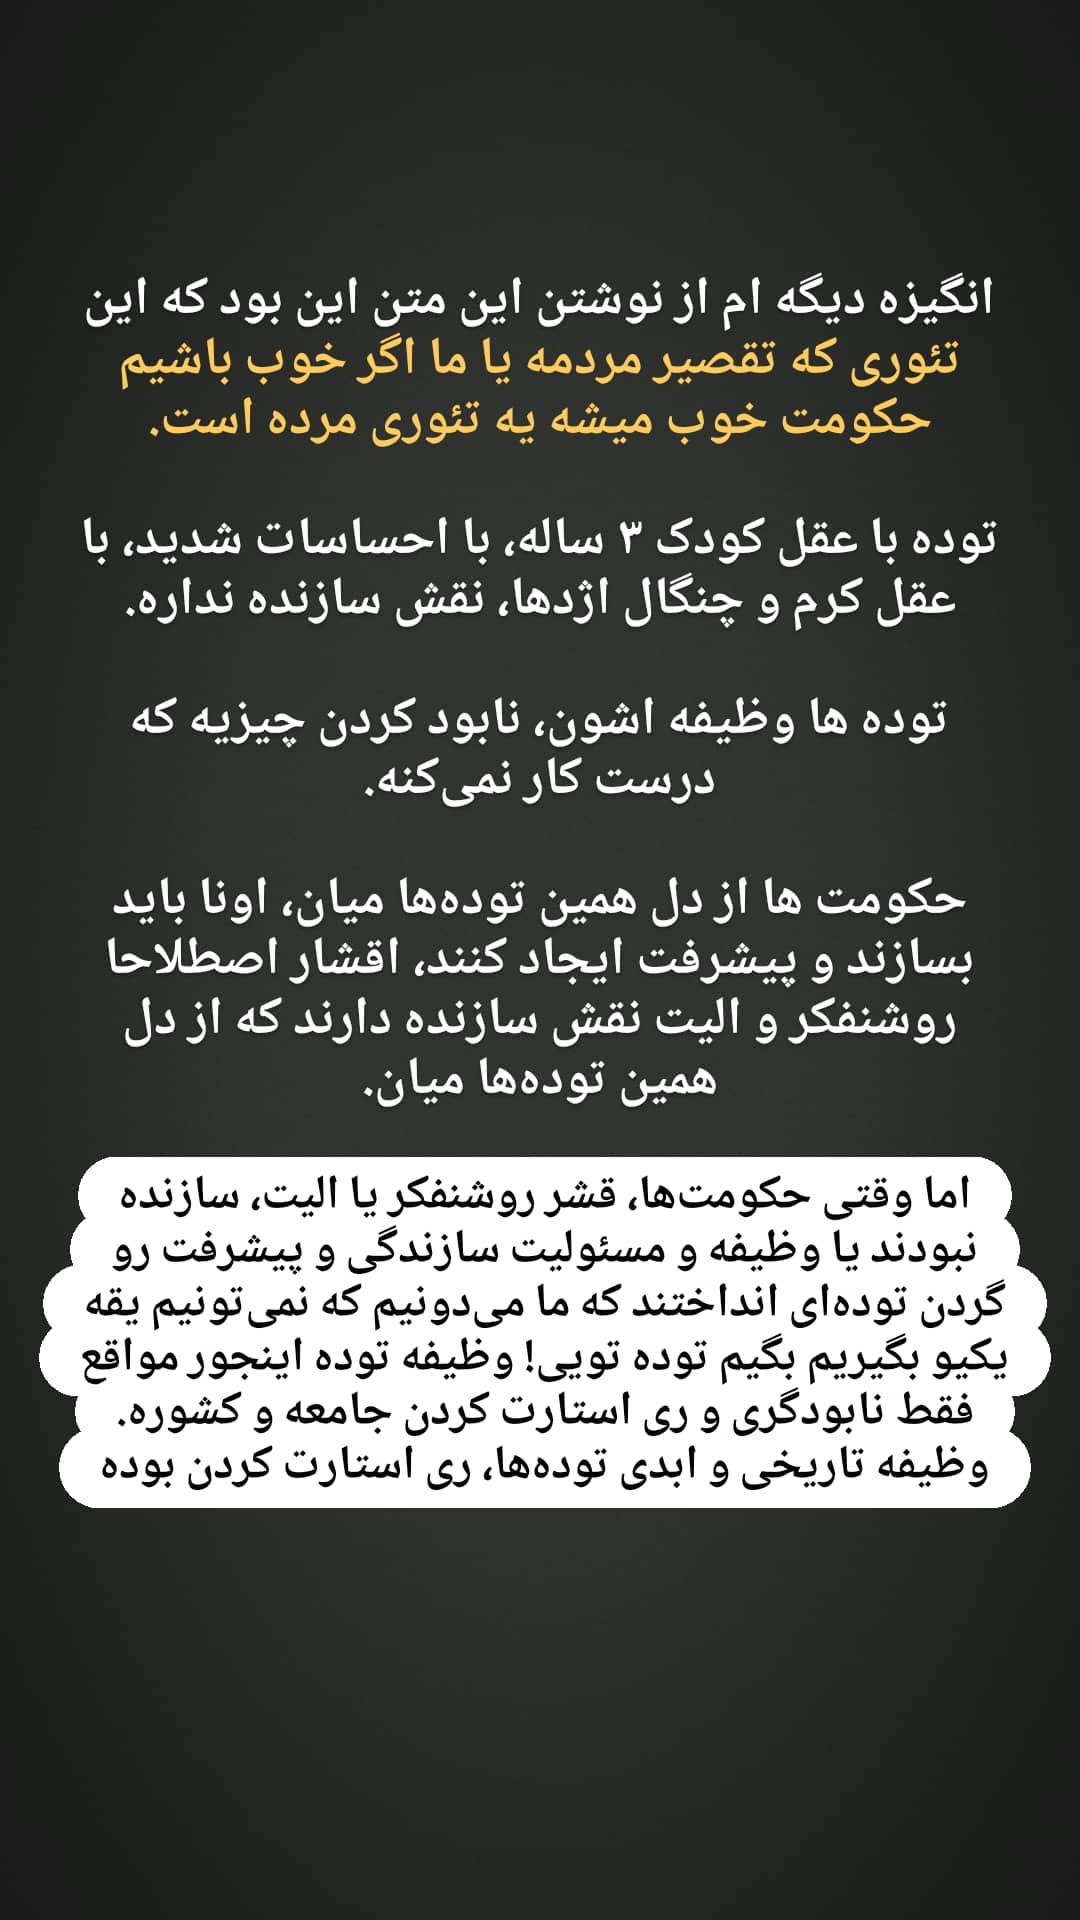 انگیزه دیگه ام از نوشتن این متن این بود که این
تئوری که تقصیر مردمه یا ما اگر خوب باشیم
حکومت خوب میشه یه تئوری مرده است.
توده با عقل کودک ۳ ساله، با احساسات شدید، با
عقل کرم و چنگال اژدها، نقش سازنده نداره.
توده ها وظیفه اشون، نابود کردن چیزیه که
درست کار نمی‌کنه.
حکومت ها از دل همین توده‌ها میان، اونا باید
بسازند و پیشرفت ایجاد کنند، اقشار اصطلاحا
روشنفکر و الیت نقش سازنده دارند که از دل
همین توده‌ها میان.
اما وقتی حکومت‌ها، قشر روشنفکر یا الیت، سازنده
نبودند یا وظیفه و مسئولیت سازندگی و پیشرفت رو
گردن توده‌ای انداختند که ما می‌دونیم که نمی‌تونیم یقه
یکیو بگیریم بگیم توده تویی! وظیفه توده اینجور مواقع
فقط نابودگری و ری استارت کردن جامعه و کشوره.
وظیفه تاریخی و ابدی توده‌ها، ری استارت کردن بوده